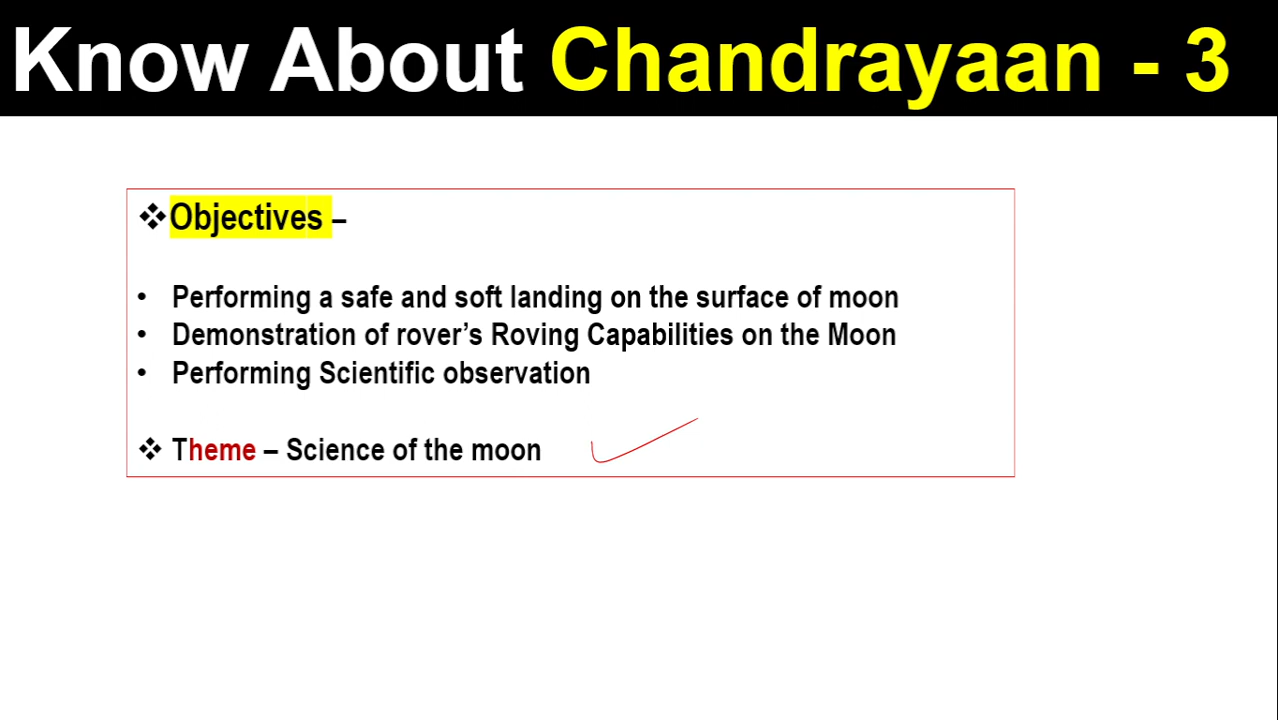 Know About Chandrayaan - 3
❖Objectives –
• Performing a safe and soft landing on the surface of moon
• Demonstration of rover’s Roving Capabilities on the Moon
• Performing Scientific observation
❖ Theme – Science of the moon